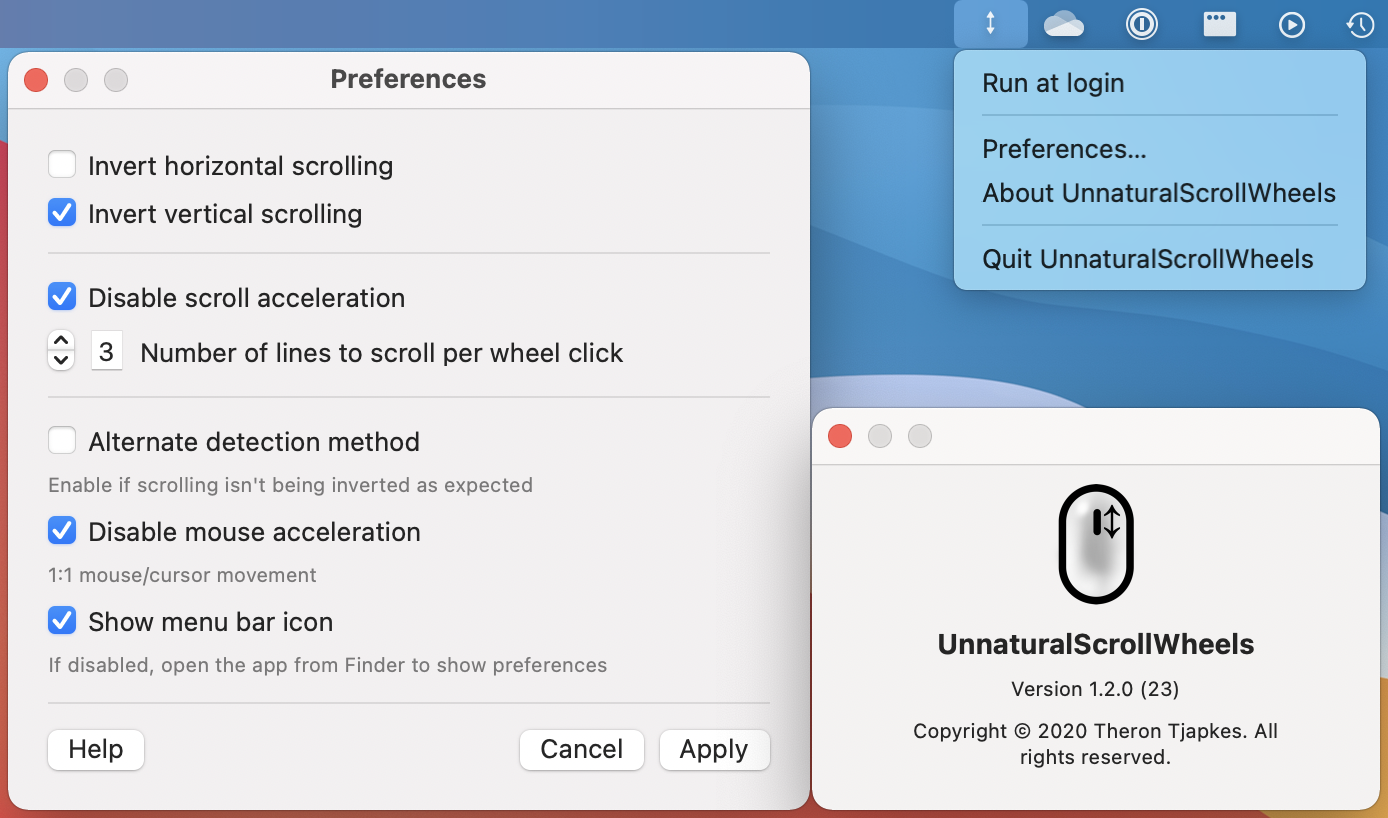 Preferences
Invert horizontal scrolling
Invert vertical scrolling
Disable scroll acceleration
3 Number of lines to scroll per wheel click
Alternate detection method
Enable if scrolling isn't being inverted as expected
Disable mouse acceleration
1:1 mouse/cursor movement
Show menu bar icon
If disabled, open the app from Finder to show preferences
Help Cancel Apply
Run at login
Preferences...
About UnnaturalScrollWheels
Quit UnnaturalScrollWheels
UnnaturalScrollWheels
Version 1.2.0 (23)
Copyright © 2020 Theron Tjapkes. All
rights reserved.